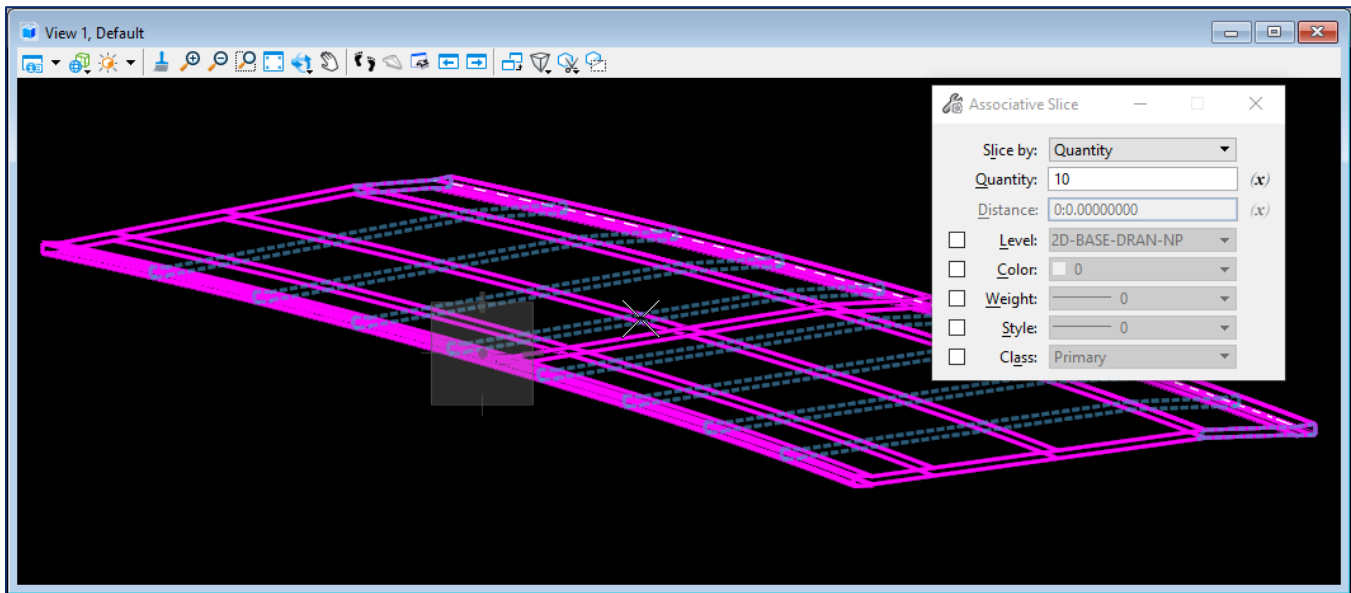 View 1, Default
Associative Slice
Slice by: Quantity
Quantity: 10 (x)
Distance: 0:0.00000000 (x)
Level: 2D-BASE-DRAN-NP
Color: 0
Weight: 0
Style: 0
Class: Primary